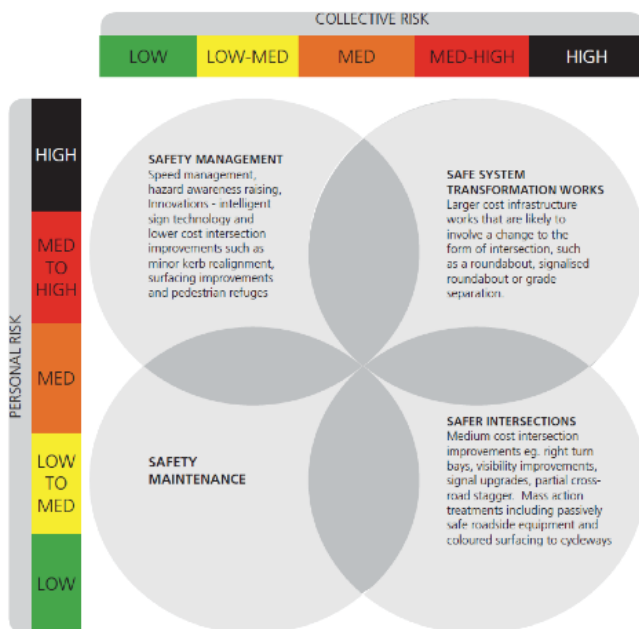 COLLECTIVE RISK
LOW
LOW-MED
MED
MED-HIGH
HIGH
PERSONAL RISK
HIGH
MED
TO
HIGH
MED
LOW
TO
MED
LOW
SAFETY MANAGEMENT
Speed management,
hazard awareness raising,
Innovations - intelligent
sign technology and
lower cost intersection
improvements such as
minor kerb realignment,
surfacing improvements
and pedestrian refuges
SAFE SYSTEM
TRANSFORMATION WORKS
Larger cost infrastructure
works that are likely to
involve a change to the
form of intersection, such
as a roundabout, signalised
roundabout or grade
separation.
SAFETY
MAINTENANCE
SAFER INTERSECTIONS
Medium cost intersection
improvements eg. right turn
bays, visibility improvements,
signal upgrades, partial cross-
road stagger. Mass action
treatments including passively
safe roadside equipment and
coloured surfacing to cycleways